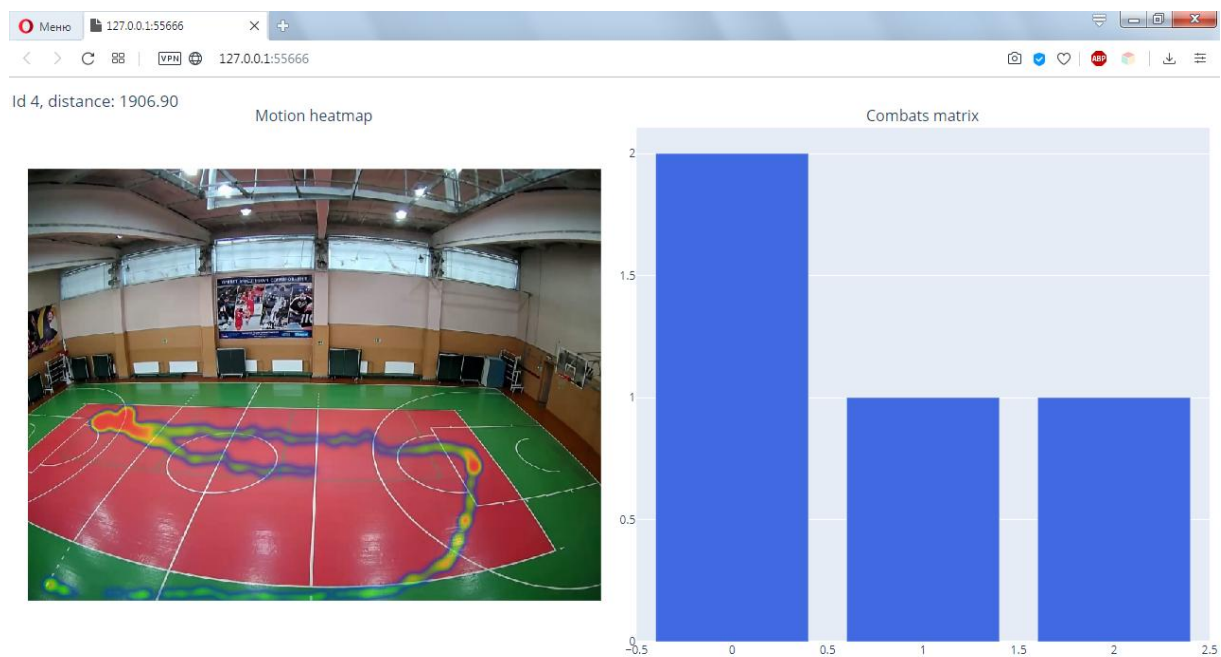 Меню
127.0.0.1:55666
VPN
127.0.0.1:55666
ABP
Id 4, distance: 1906.90
Motion heatmap
Combats matrix
2
1.5
1
0.5
0
−0.5 0 0.5 1 1.5 2 2.5